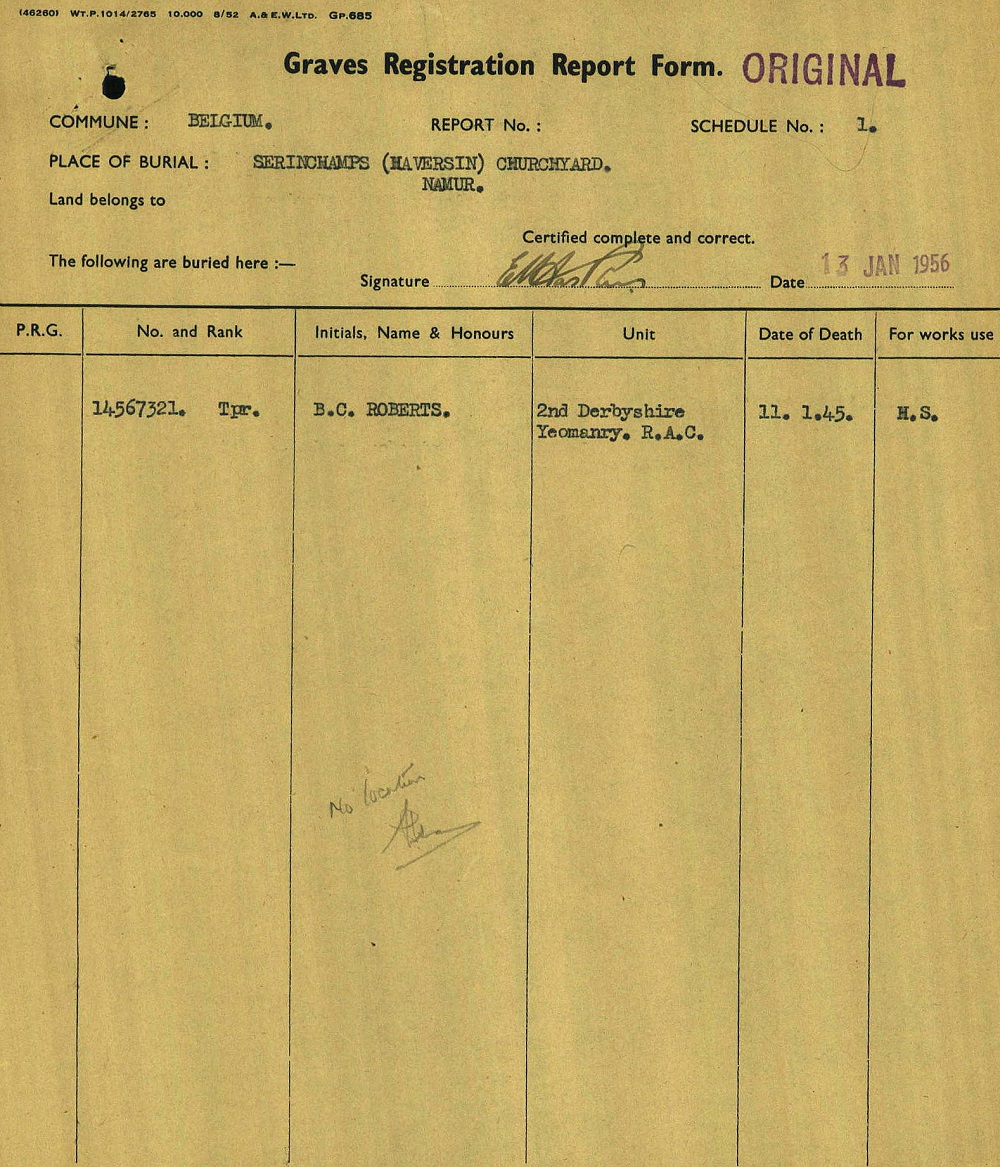 (46260) WT.P.1014/2765 10.000 8/52 A.& E.W.LTD. GP.685
Graves Registration Report Form. ORIGINAL
COMMUNE : BELGIUM. REPORT No. : SCHEDULE No. : 1.
PLACE OF BURIAL : SERINCHAMPS (HAVERSIN) CHURCHYARD.
NAMUR.
Land belongs to
Certified complete and correct.
The following are buried here :—
Signature Date 13 JAN 1956
P.R.G. No. and Rank Initials, Name & Honours Unit Date of Death For works use
14567321. Tpr. B.C. ROBERTS. 2nd Derbyshire 11. 1.45. H.S.
Yeomanry. R.A.C.
No location